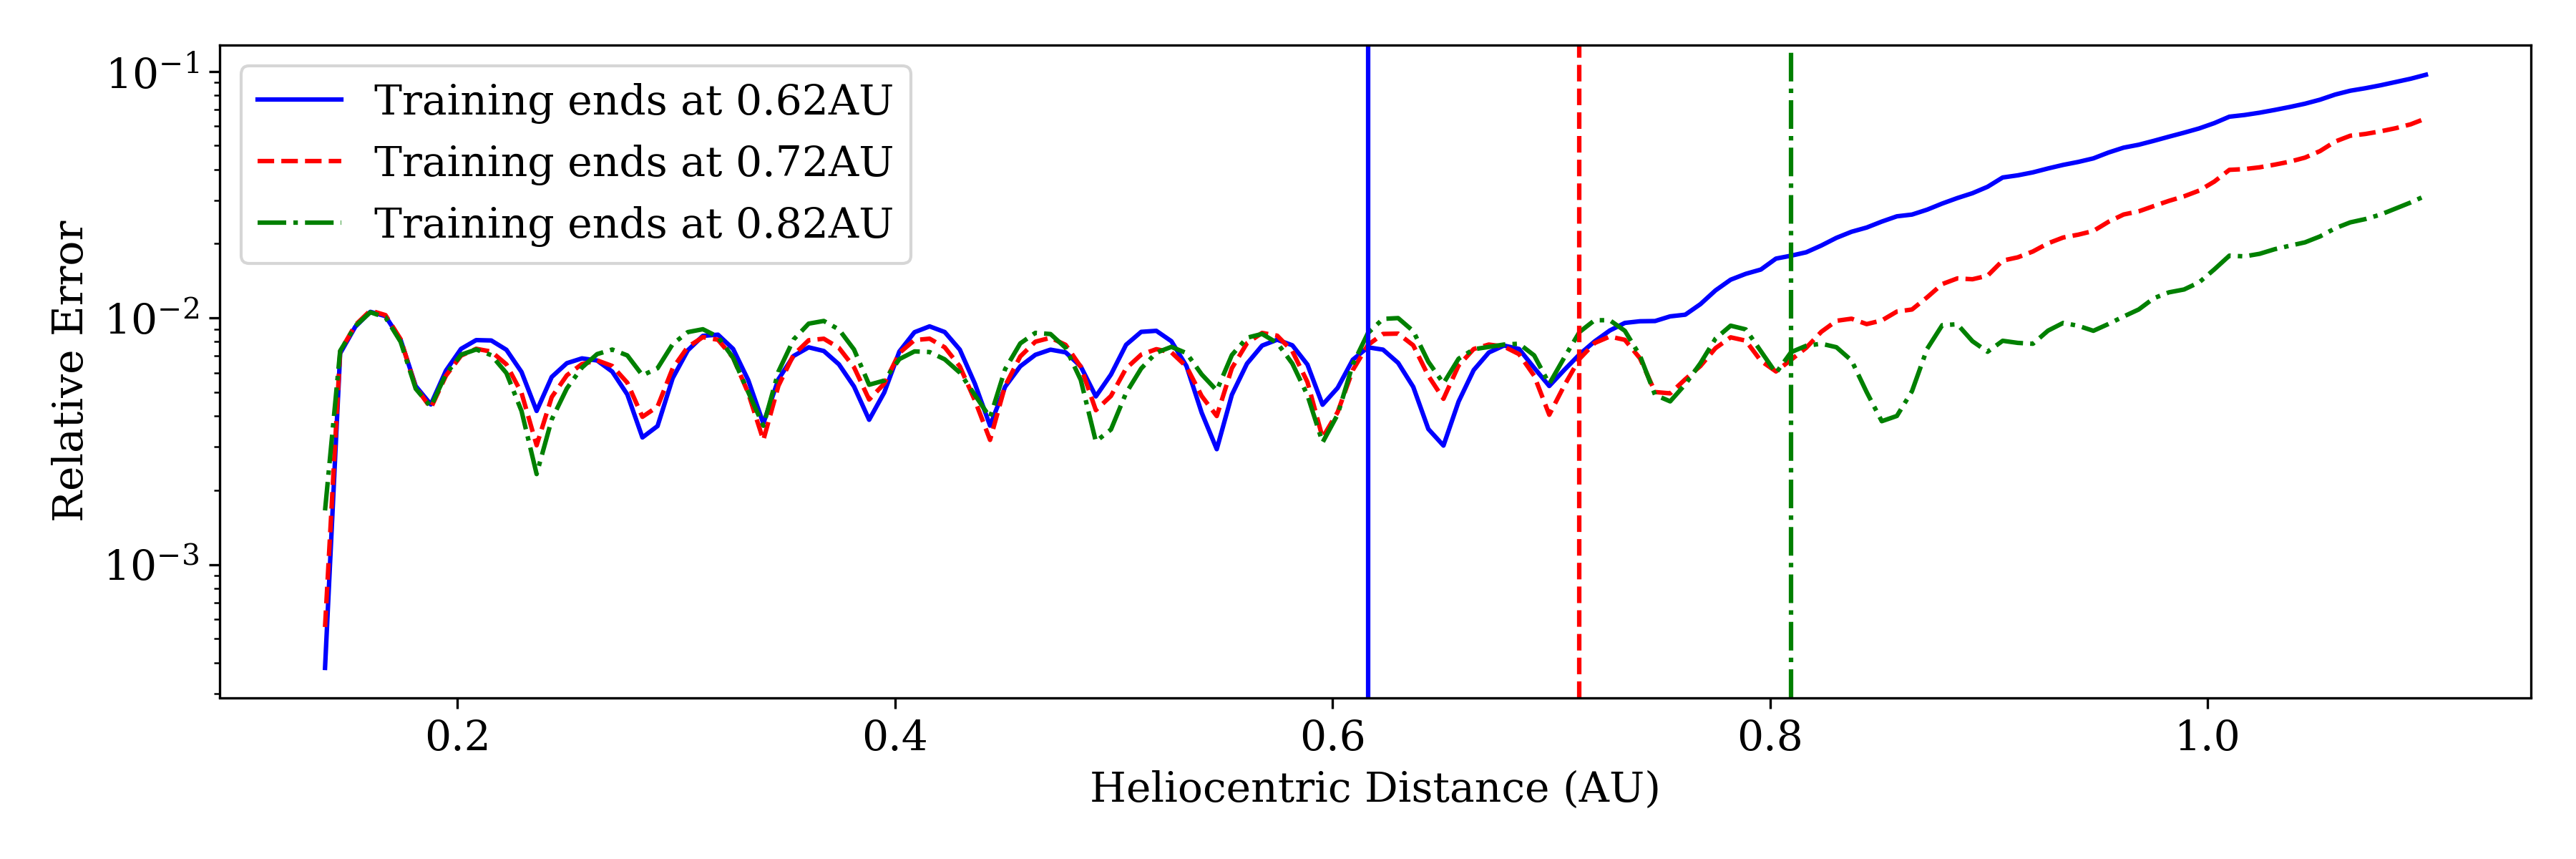 10⁻¹
10⁻²
10⁻³
Relative Error
Training ends at 0.62AU
Training ends at 0.72AU
Training ends at 0.82AU
0.2 0.4 0.6 0.8 1.0
Heliocentric Distance (AU)